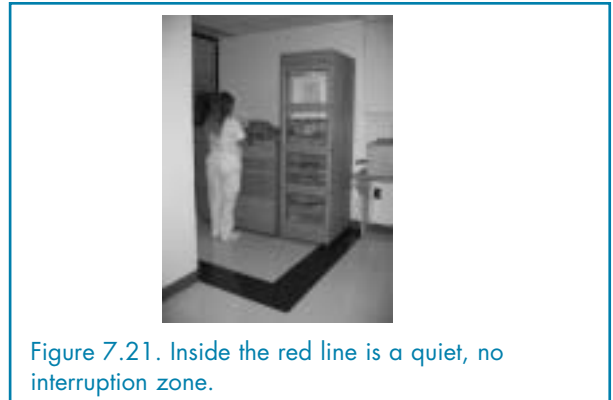 Figure 7.21. Inside the red line is a quiet, no
interruption zone.